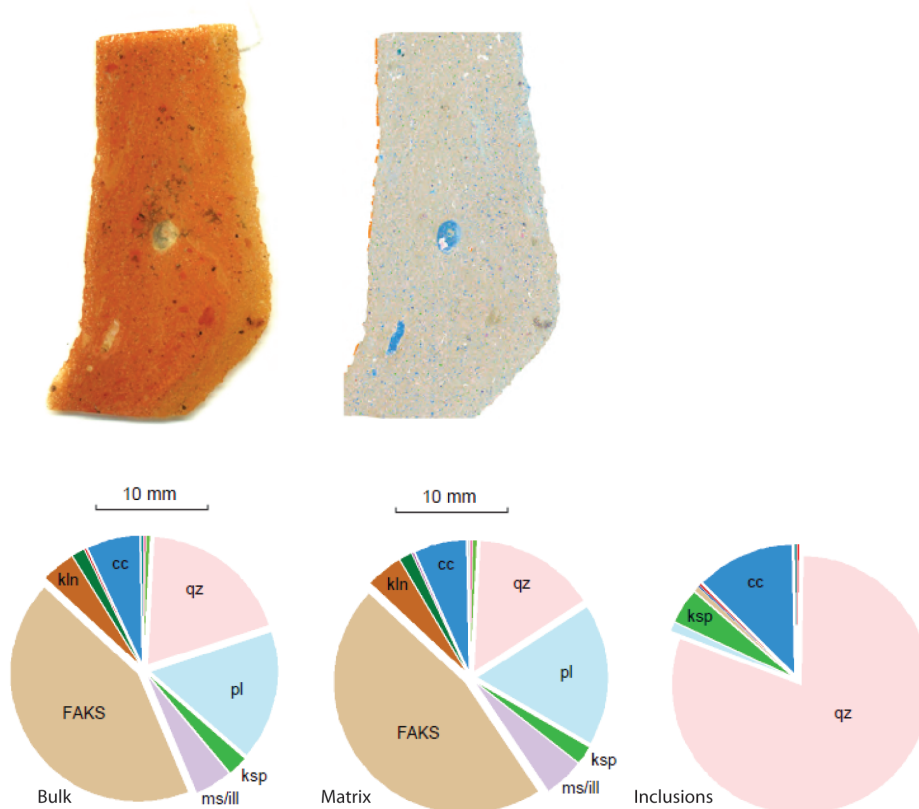 10 mm
10 mm
kln
cc
qz
pl
ksp
ms/ill
FAKS
Bulk
kln
cc
qz
pl
ksp
ms/ill
FAKS
Matrix
cc
ksp
qz
Inclusions